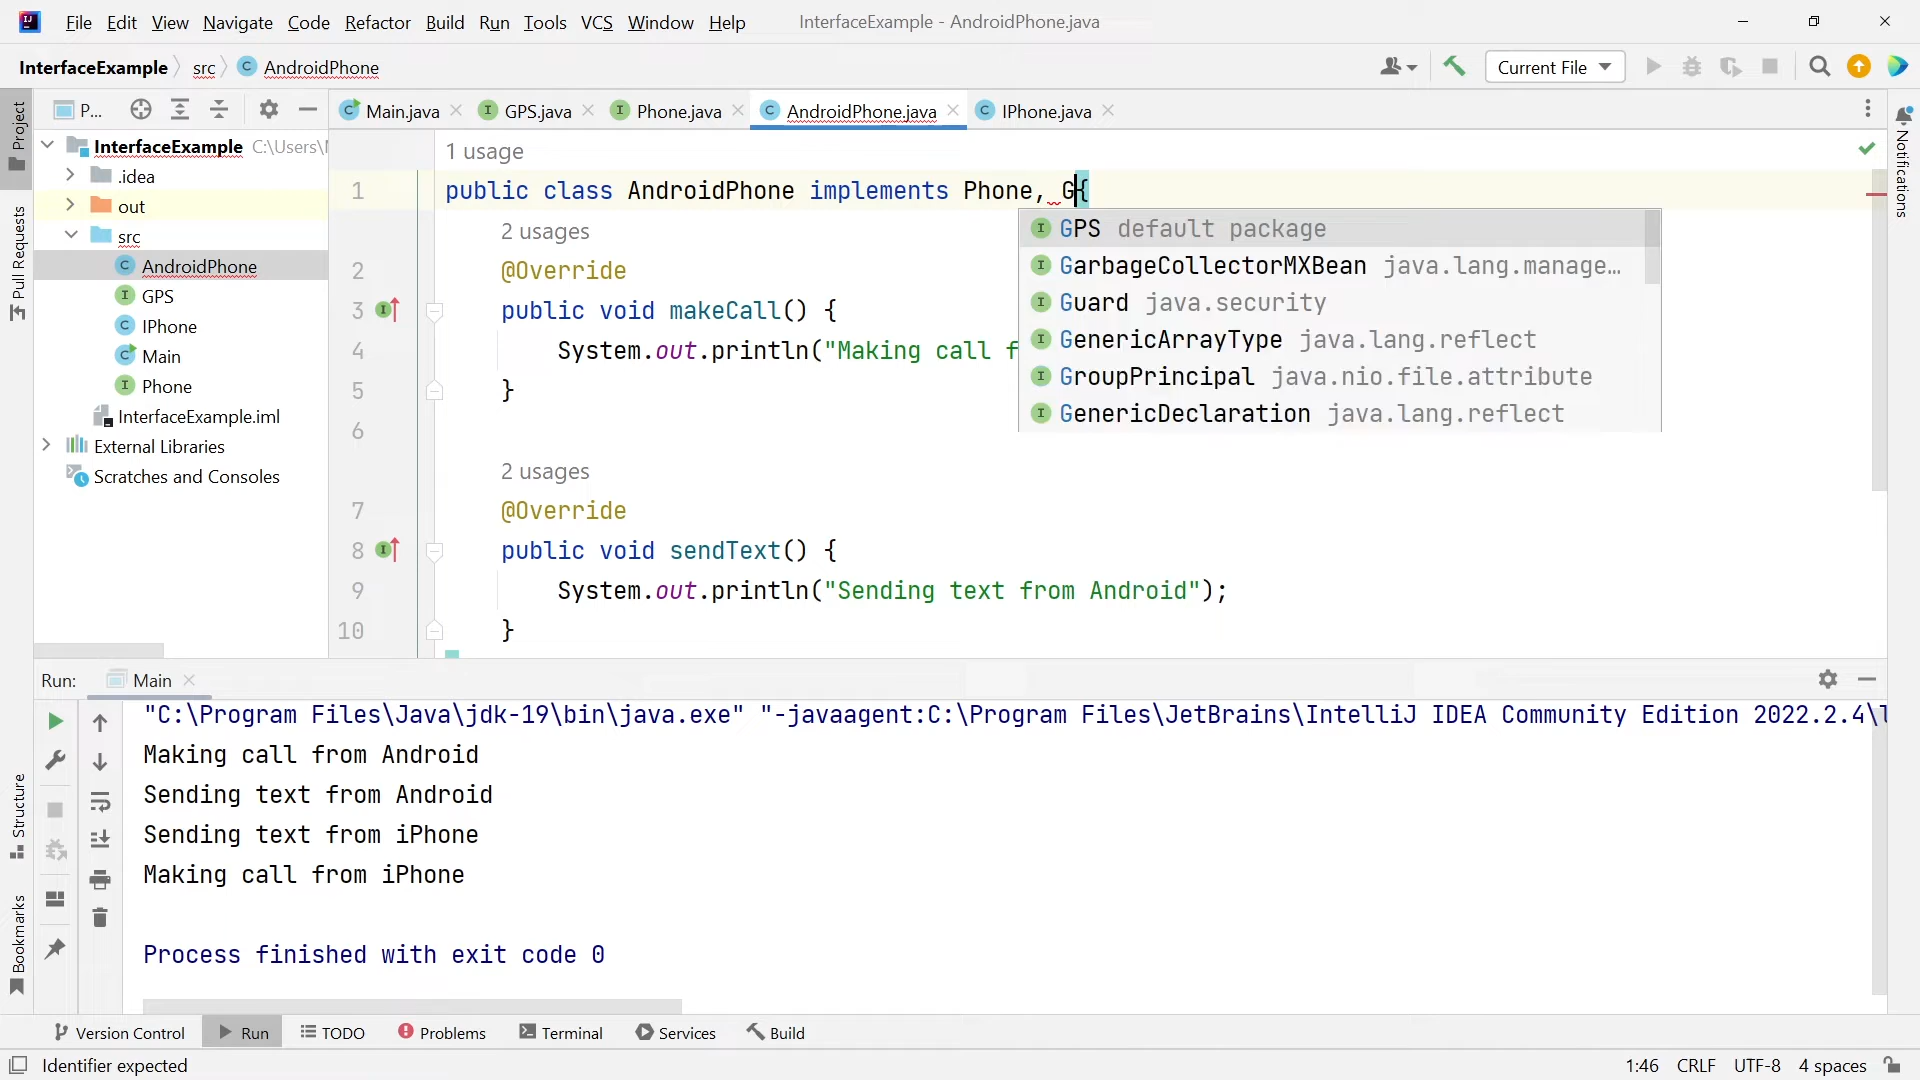 File Edit View Navigate Code Refactor Build Run Tools VCS Window Help InterfaceExample - AndroidPhone.java
InterfaceExample src AndroidPhone Current File
Project
Pull Requests
Structure
Bookmarks
Notifications
P...
InterfaceExample C:\Users\
.idea
out
src
AndroidPhone
GPS
IPhone
Main
Phone
InterfaceExample.iml
External Libraries
Scratches and Consoles
Main.java GPS.java Phone.java AndroidPhone.java IPhone.java
1 usage
1 public class AndroidPhone implements Phone, G{
2 usages
2 @Override
3 public void makeCall() {
4 System.out.println("Making call f
5 }
6
2 usages
7 @Override
8 public void sendText() {
9 System.out.println("Sending text from Android");
10 }
GPS default package
GarbageCollectorMXBean java.lang.manage…
Guard java.security
GenericArrayType java.lang.reflect
GroupPrincipal java.nio.file.attribute
GenericDeclaration java.lang.reflect
Run: Main
"C:\Program Files\Java\jdk-19\bin\java.exe" "-javaagent:C:\Program Files\JetBrains\IntelliJ IDEA Community Edition 2022.2.4\l
Making call from Android
Sending text from Android
Sending text from iPhone
Making call from iPhone
Process finished with exit code 0
Version Control Run TODO Problems Terminal Services Build
Identifier expected 1:46 CRLF UTF-8 4 spaces